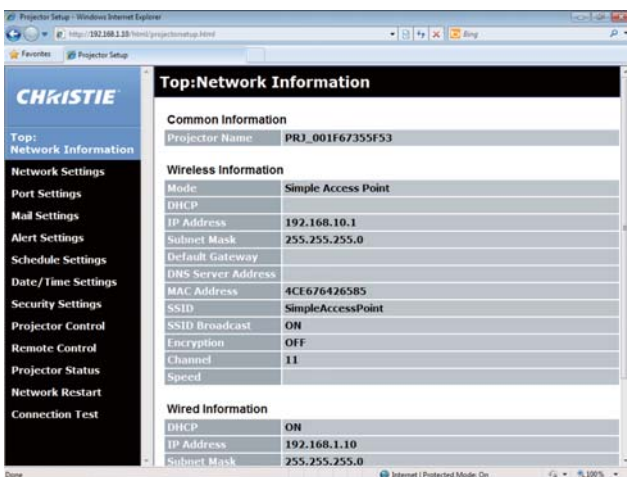 Projector Setup - Windows Internet Explorer
http://192.168.1.10/html/projectorsetup.html
Bing
Favorites Projector Setup
CHRISTIE
Top:
Network Information
Network Settings
Port Settings
Mail Settings
Alert Settings
Schedule Settings
Date/Time Settings
Security Settings
Projector Control
Remote Control
Projector Status
Network Restart
Connection Test
Top:Network Information
Common Information
Projector Name PRJ_001F67355F53
Wireless Information
Mode Simple Access Point
DHCP
IP Address 192.168.10.1
Subnet Mask 255.255.255.0
Default Gateway
DNS Server Address
MAC Address 4CE676426585
SSID SimpleAccessPoint
SSID Broadcast ON
Encryption OFF
Channel 11
Speed
Wired Information
DHCP ON
IP Address 192.168.1.10
Subnet Mask 255.255.255.0
Done
Internet | Protected Mode: On
100%